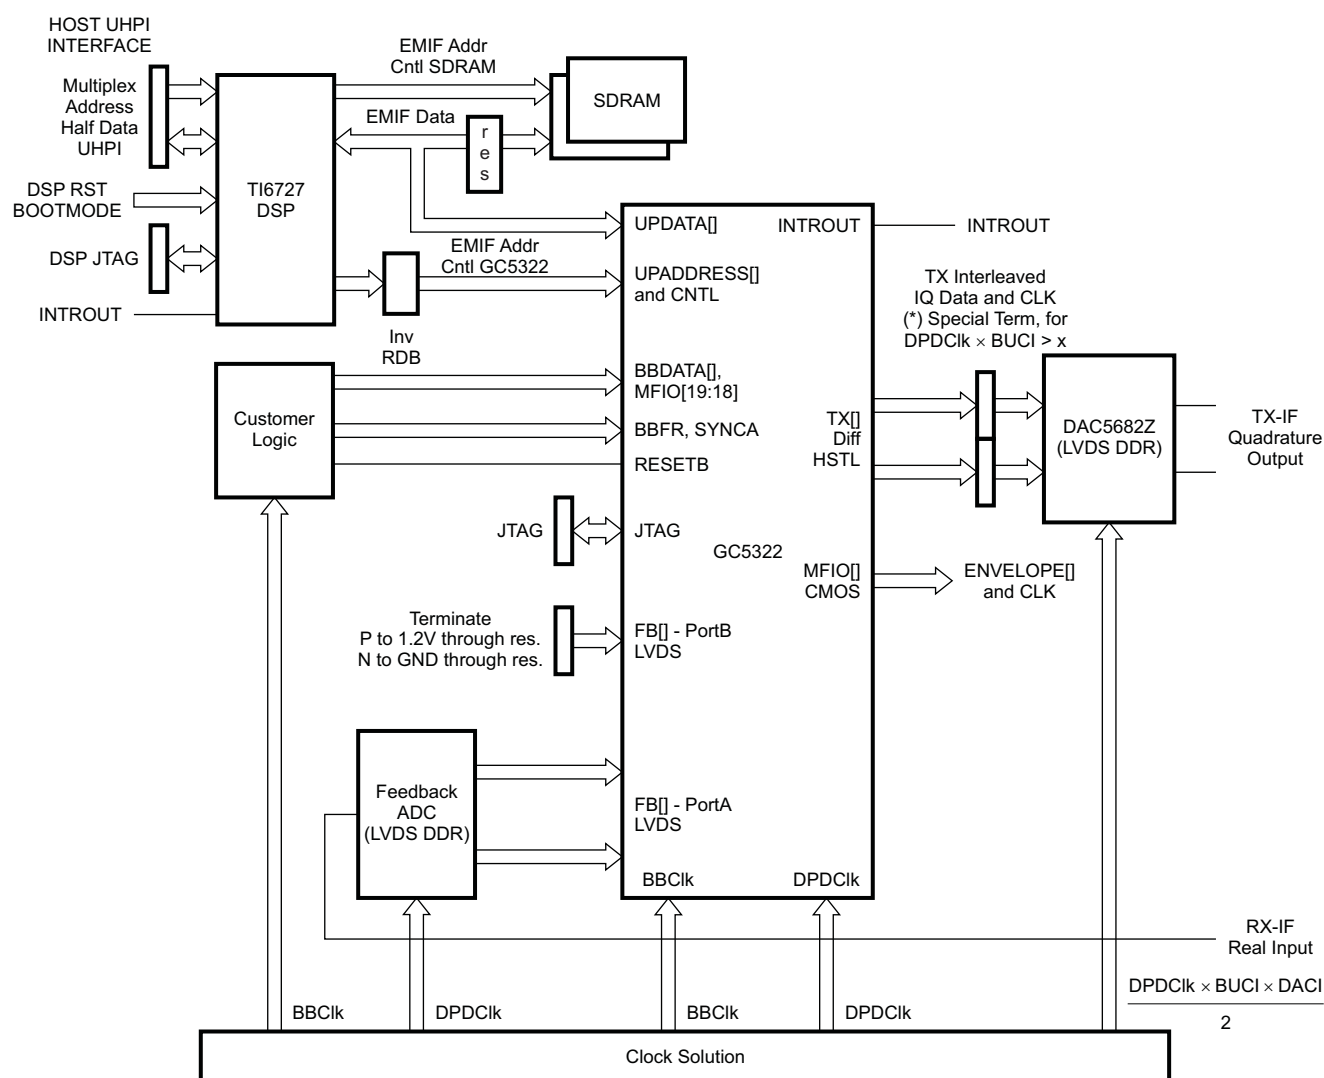 HOST UHPI
INTERFACE
Multiplex
Address
Half Data
UHPI
DSP RST
BOOTMODE
DSP JTAG
INTROUT
TI6727
DSP
EMIF Addr
Cntl SDRAM
EMIF Data
res
SDRAM
EMIF Addr
Cntl GC5322
Inv
RDB
Customer
Logic
JTAG
Terminate
P to 1.2V through res.
N to GND through res.
Feedback
ADC
(LVDS DDR)
UPDATA[]
UPADDRESS[]
and CNTL
BBDATA[],
MFIO[19:18]
BBFR, SYNCA
RESETB
JTAG
GC5322
FB[] - PortB
LVDS
FB[] - PortA
LVDS
BBClk
DPDClk
INTROUT
TX[]
Diff
HSTL
MFIO[]
CMOS
INTROUT
TX Interleaved
IQ Data and CLK
(*) Special Term, for
DPDClk × BUCI > x
DAC5682Z
(LVDS DDR)
TX-IF
Quadrature
Output
ENVELOPE[]
and CLK
RX-IF
Real Input
DPDClk × BUCI × DACI
2
BBClk
DPDClk
BBClk
DPDClk
Clock Solution